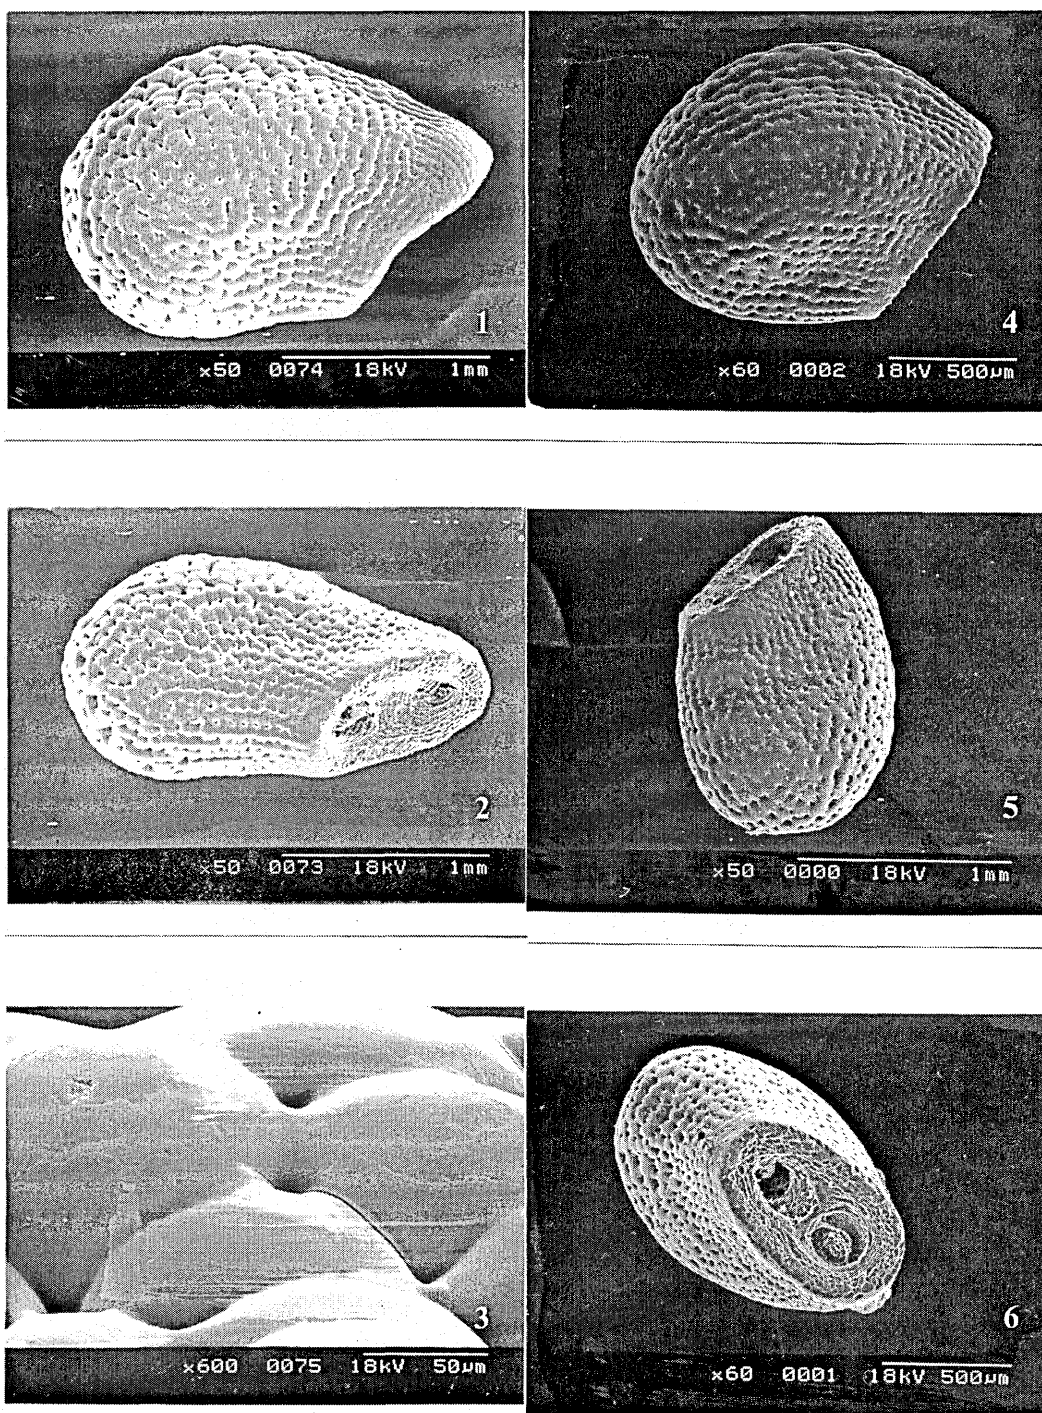 1
x50 0074 18kV 1mm
4
x60 0002 18kV 500µm
2
x50 0073 18kV 1mm
5
x50 0000 18kV 1mm
3
x600 0075 18kV 50µm
6
x60 0001 18kV 500µm